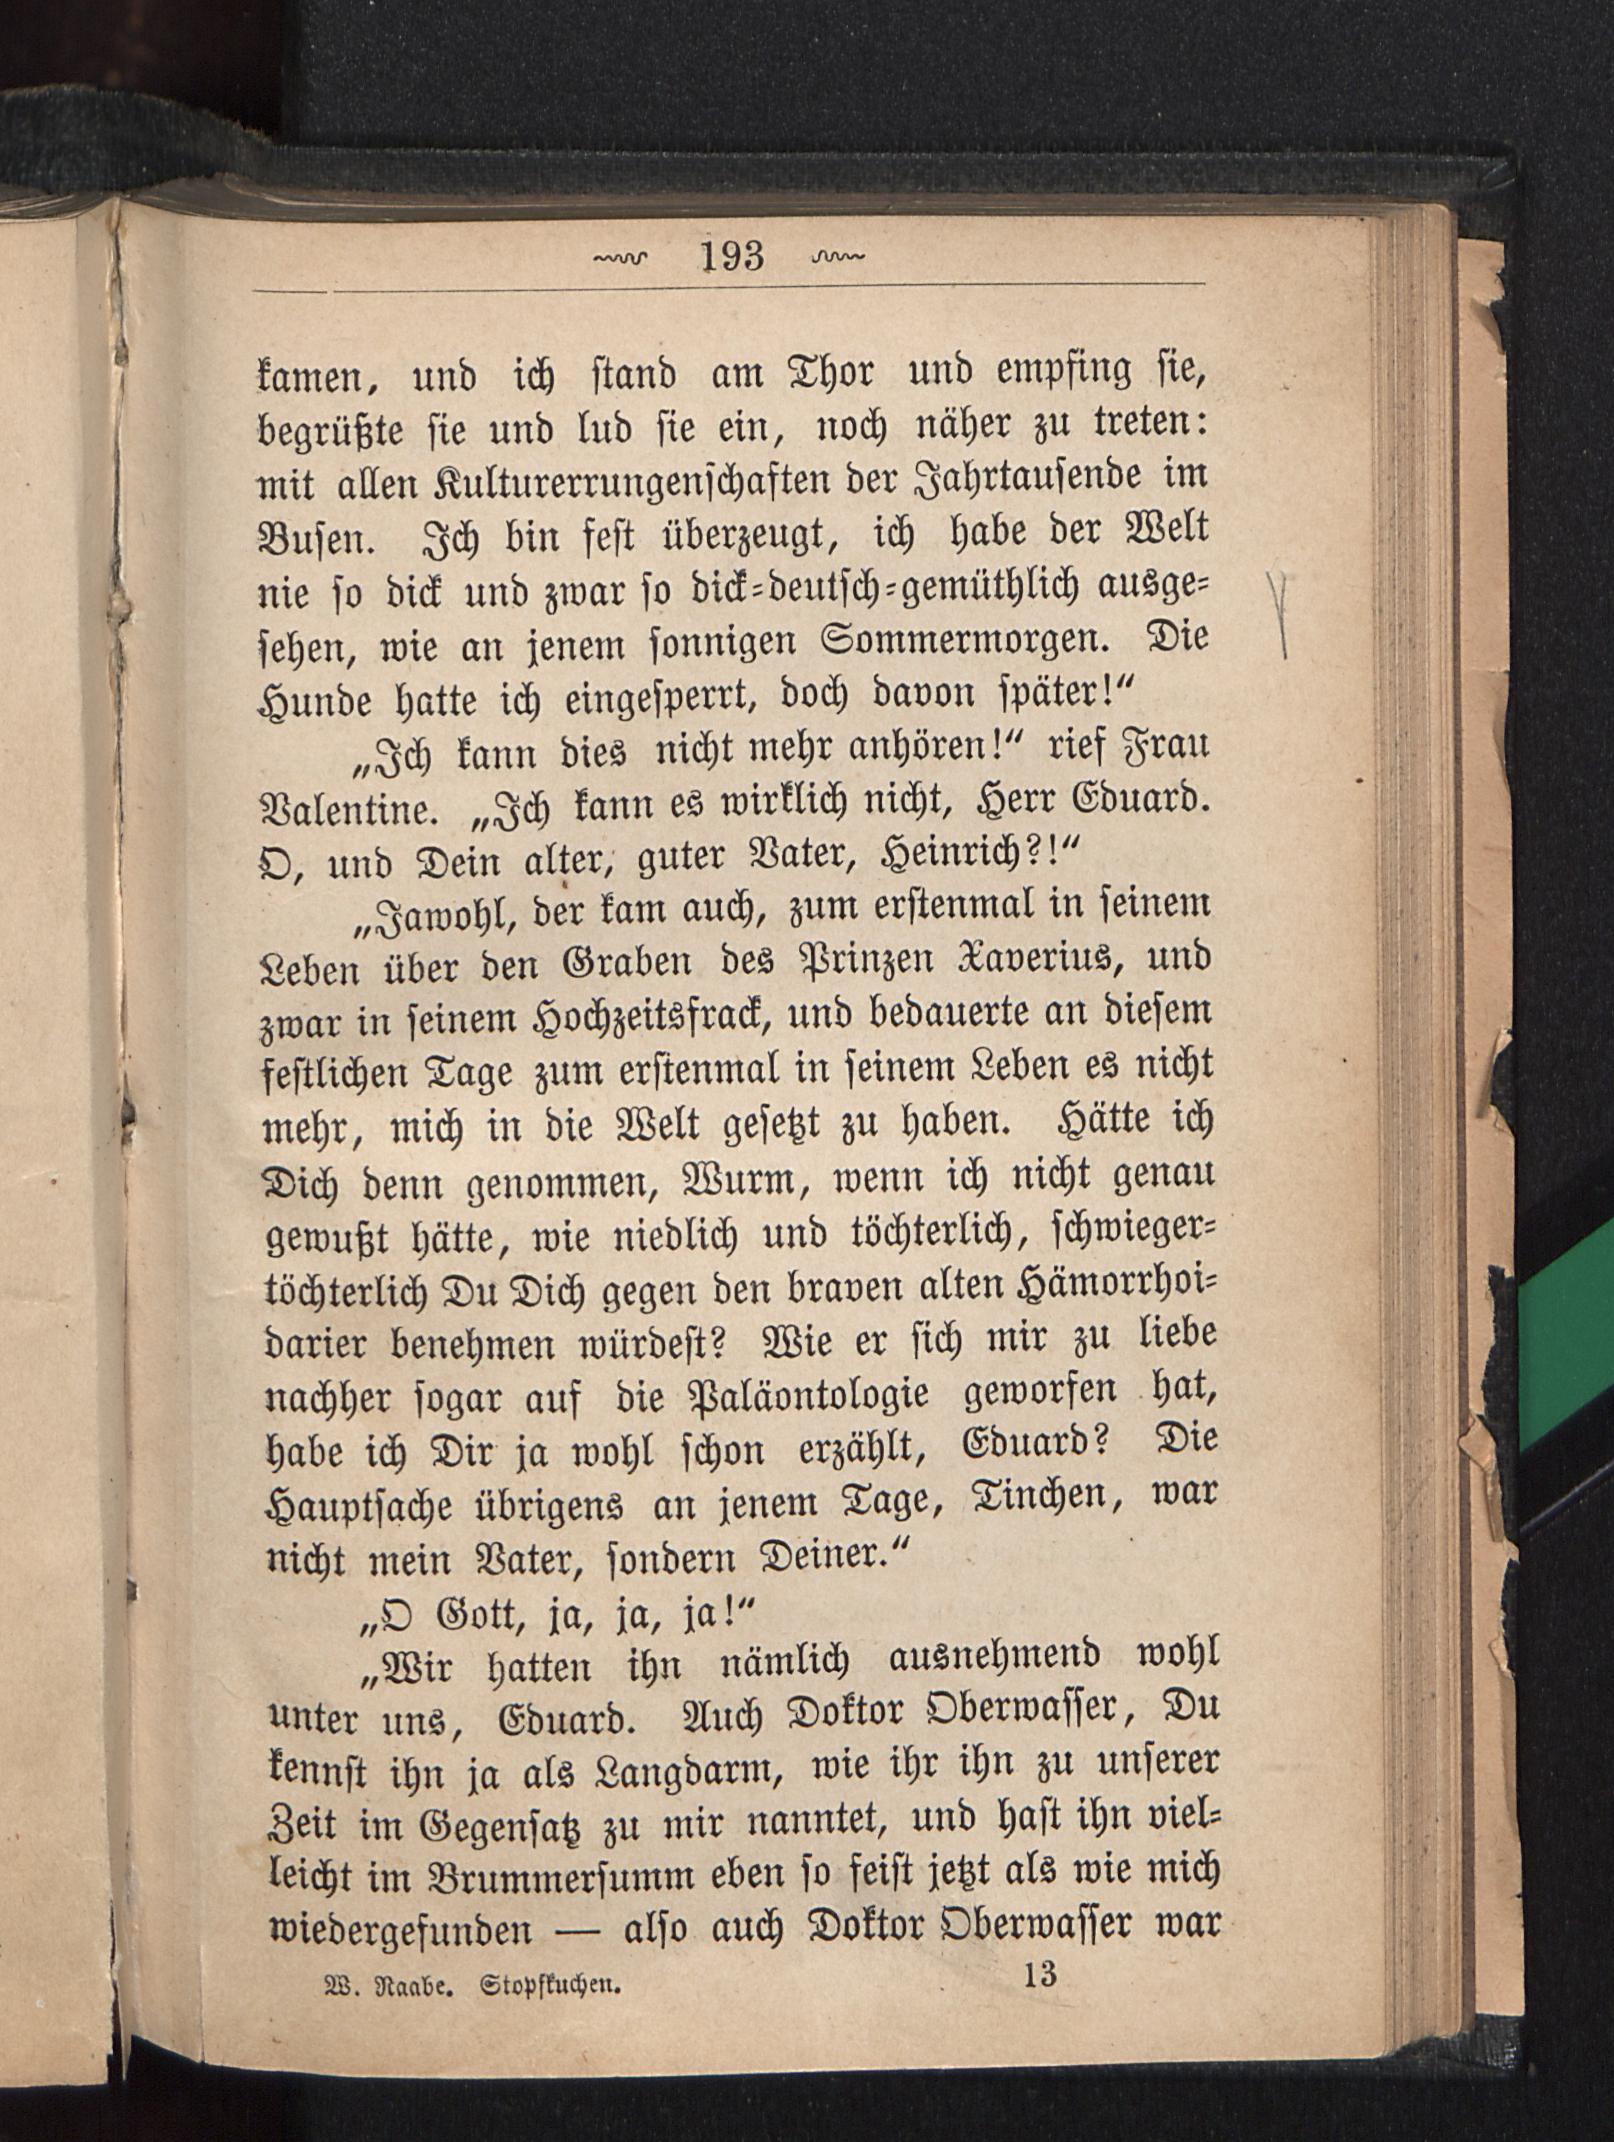 193
kamen, und ich stand am Thor und empfing sie,
begrüßte sie und lud sie ein, noch näher zu treten:
mit allen Kulturerrungenschaften der Jahrtausende im
Busen. Ich bin fest überzeugt, ich habe der Welt
nie so dick und zwar so dick-deutsch-gemüthlich ausge-
sehen, wie an jenem sonnigen Sommermorgen. Die
Hunde hatte ich eingesperrt, doch davon später!“
„Ich kann dies nicht mehr anhören!“ rief Frau
Valentine. „Ich kann es wirklich nicht, Herr Eduard.
O, und Dein alter, guter Vater, Heinrich?!“
„Jawohl, der kam auch, zum erstenmal in seinem
Leben über den Graben des Prinzen Xaverius, und
zwar in seinem Hochzeitsfrack, und bedauerte an diesem
festlichen Tage zum erstenmal in seinem Leben es nicht
mehr, mich in die Welt gesetzt zu haben. Hätte ich
Dich denn genommen, Wurm, wenn ich nicht genau
gewußt hätte, wie niedlich und töchterlich, schwieger-
töchterlich Du Dich gegen den braven alten Hämorrhoi-
darier benehmen würdest? Wie er sich mir zu liebe
nachher sogar auf die Paläontologie geworfen hat,
habe ich Dir ja wohl schon erzählt, Eduard? Die
Hauptsache übrigens an jenem Tage, Tinchen, war
nicht mein Vater, sondern Deiner.“
„O Gott, ja, ja, ja!“
„Wir hatten ihn nämlich ausnehmend wohl
unter uns, Eduard. Auch Doktor Oberwasser, Du
kennst ihn ja als Langdarm, wie ihr ihn zu unserer
Zeit im Gegensatz zu mir nanntet, und hast ihn viel-
leicht im Brummersumm eben so feist jetzt als wie mich
wiedergefunden — also auch Doktor Oberwasser war
W. Raabe. Stopfkuchen. 13